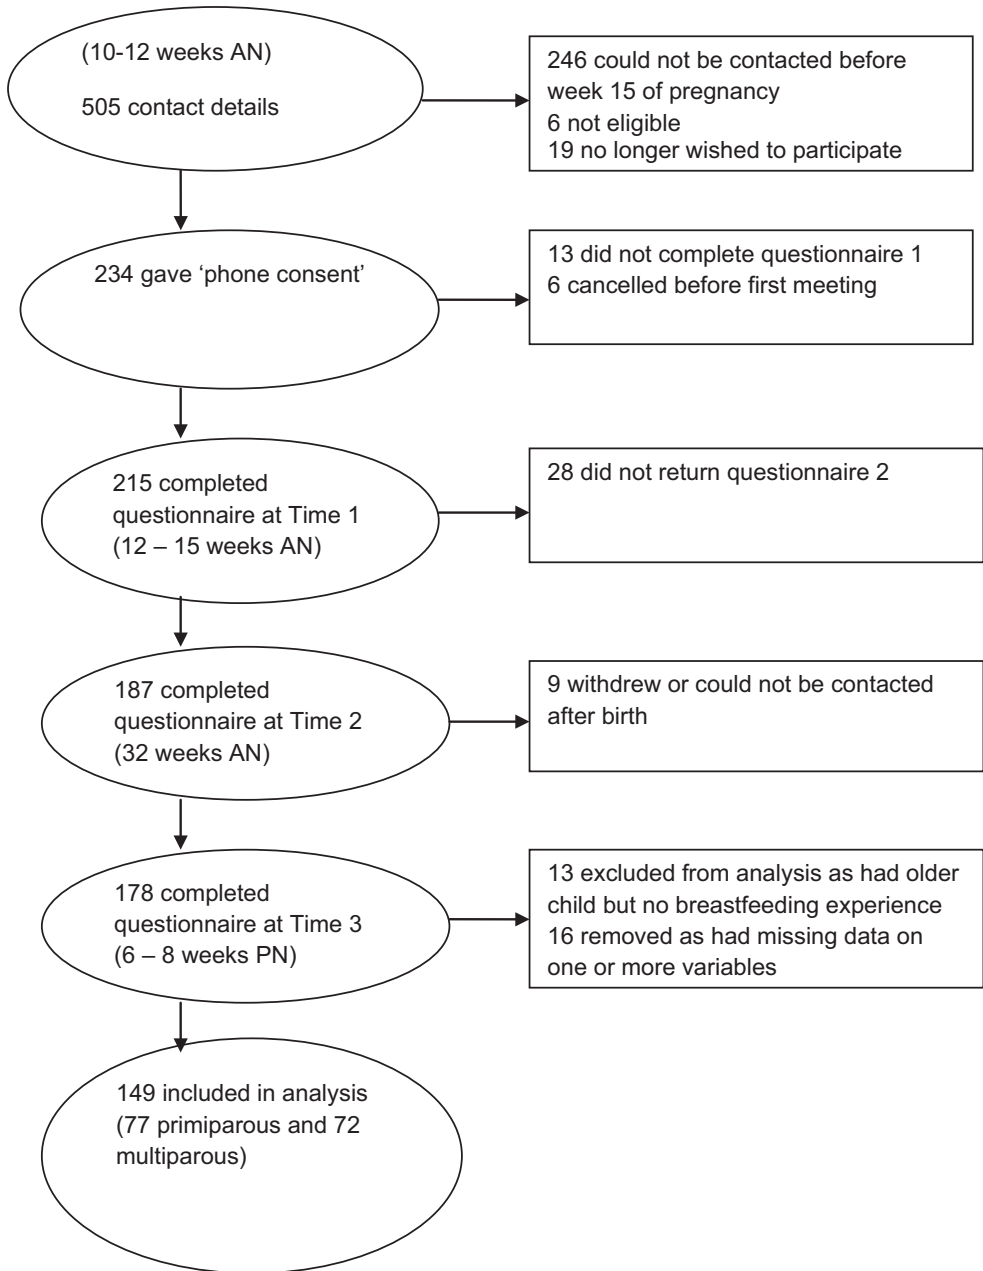 (10-12 weeks AN)
505 contact details
246 could not be contacted before
week 15 of pregnancy
6 not eligible
19 no longer wished to participate
234 gave ‘phone consent’
13 did not complete questionnaire 1
6 cancelled before first meeting
215 completed
questionnaire at Time 1
(12 – 15 weeks AN)
28 did not return questionnaire 2
187 completed
questionnaire at Time 2
(32 weeks AN)
9 withdrew or could not be contacted
after birth
178 completed
questionnaire at Time 3
(6 – 8 weeks PN)
13 excluded from analysis as had older
child but no breastfeeding experience
16 removed as had missing data on
one or more variables
149 included in analysis
(77 primiparous and 72
multiparous)